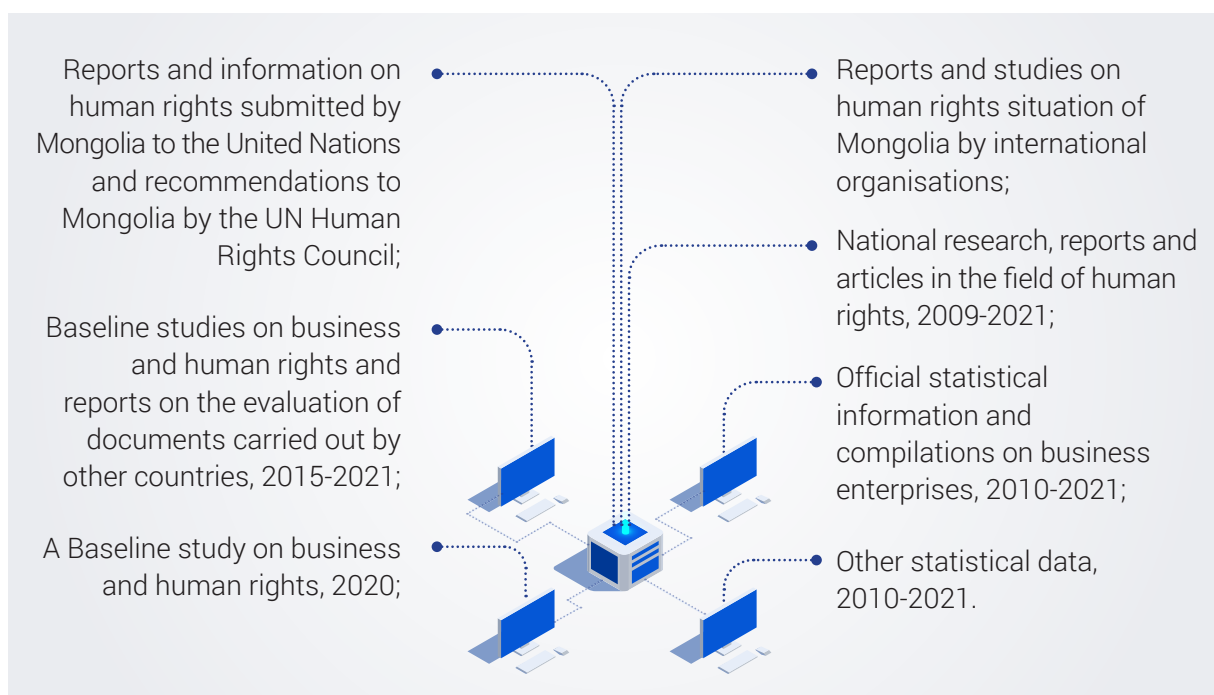 Reports and information on
human rights submitted by
Mongolia to the United Nations
and recommendations to
Mongolia by the UN Human
Rights Council;
Baseline studies on business
and human rights and
reports on the evaluation of
documents carried out by
other countries, 2015-2021;
A Baseline study on business
and human rights, 2020;
Reports and studies on
human rights situation of
Mongolia by international
organisations;
National research, reports and
articles in the field of human
rights, 2009-2021;
Official statistical
information and
compilations on business
enterprises, 2010-2021;
Other statistical data,
2010-2021.